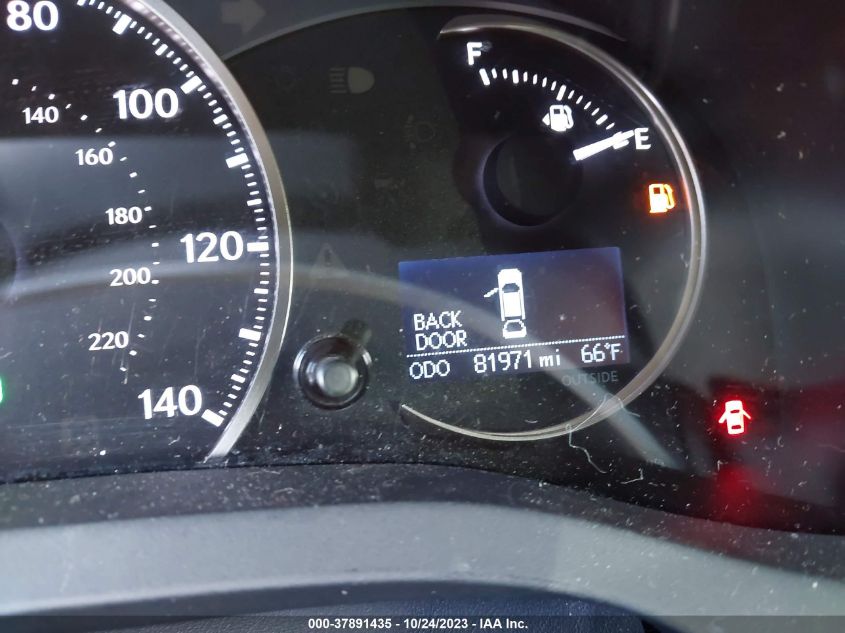 80
100
120
140
140
160
180
200
220
F
E
BACK
DOOR
ODO 81971 mi 66°F
OUTSIDE
000-37891435 - 10/24/2023 - IAA Inc.